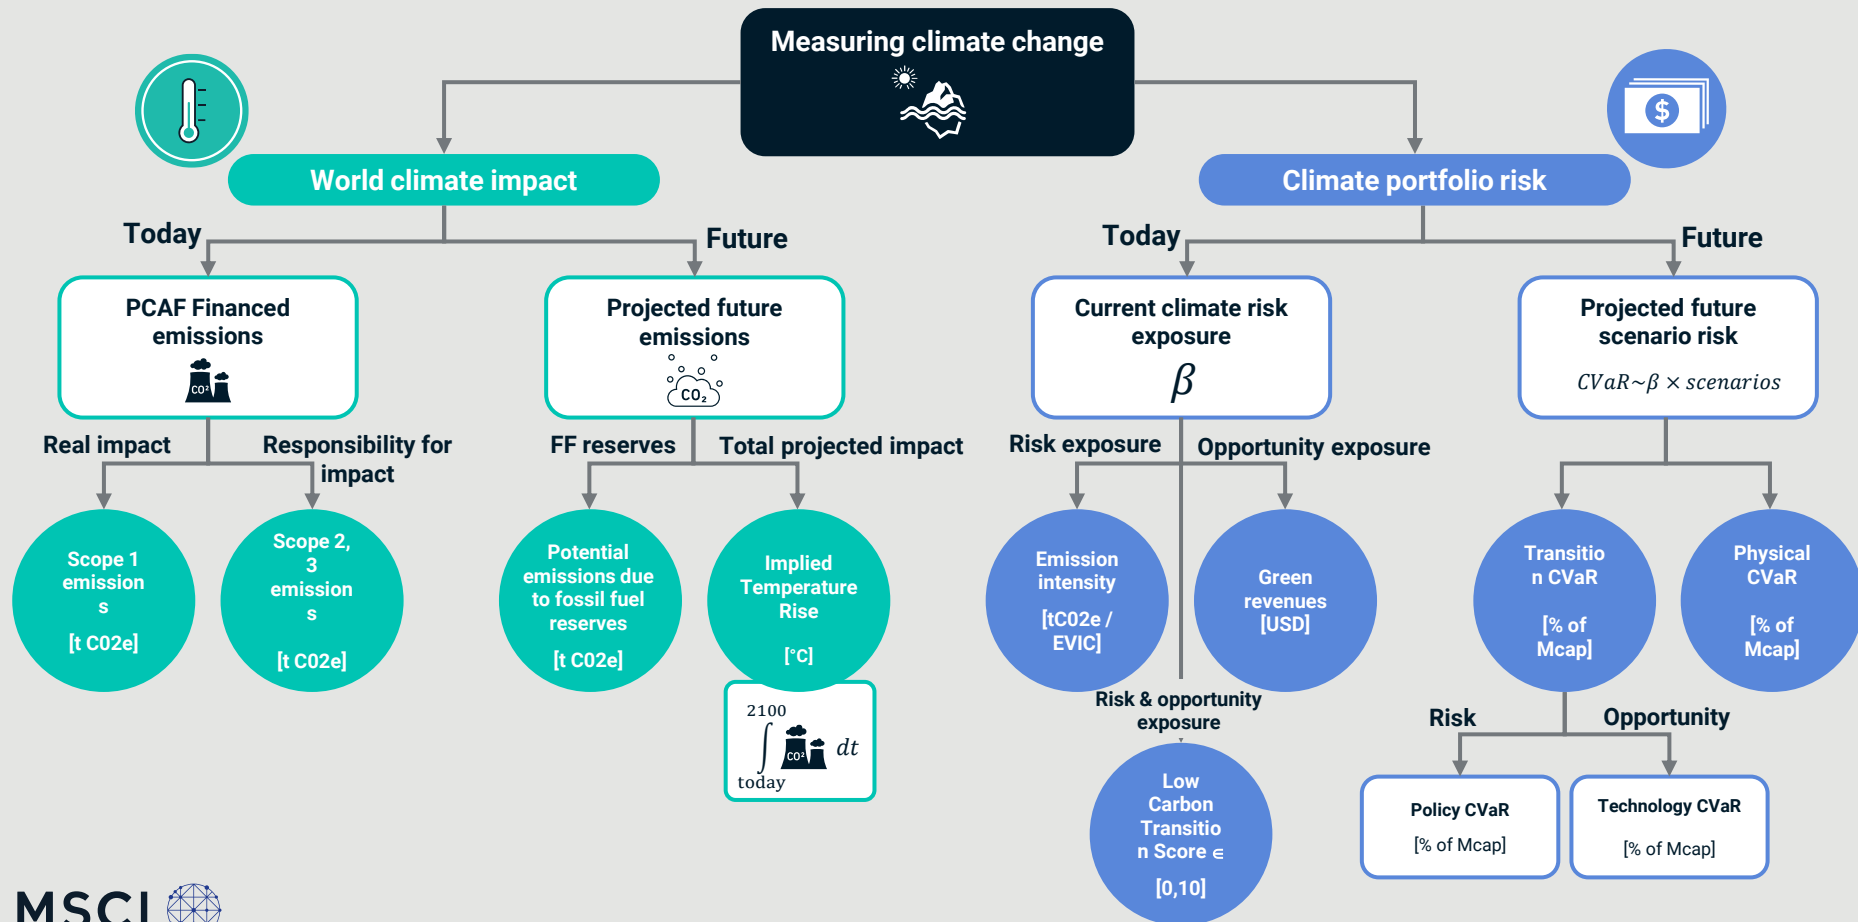 Measuring climate change
$
World climate impact
Climate portfolio risk
Today
Future
Today
Future
PCAF Financed
emissions
CO²
Projected future
emissions
CO₂
Current climate risk
exposure
β
Projected future
scenario risk
CVaR~β × scenarios
Real impact
Responsibility for
impact
FF reserves
Total projected impact
Risk exposure
Opportunity exposure
Scope 1
emission
s
[t C02e]
Scope 2,
3
emission
s
[t C02e]
Potential
emissions due
to fossil fuel
reserves
[t C02e]
Implied
Temperature
Rise
[°C]
2100
∫ CO² dt
today
Emission
intensity
[tC02e /
EVIC]
Green
revenues
[USD]
Risk & opportunity
exposure
Low
Carbon
Transitio
n Score ∈
[0,10]
Transitio
n CVaR
[% of
Mcap]
Physical
CVaR
[% of
Mcap]
Risk
Opportunity
Policy CVaR
[% of Mcap]
Technology CVaR
[% of Mcap]
MSCI